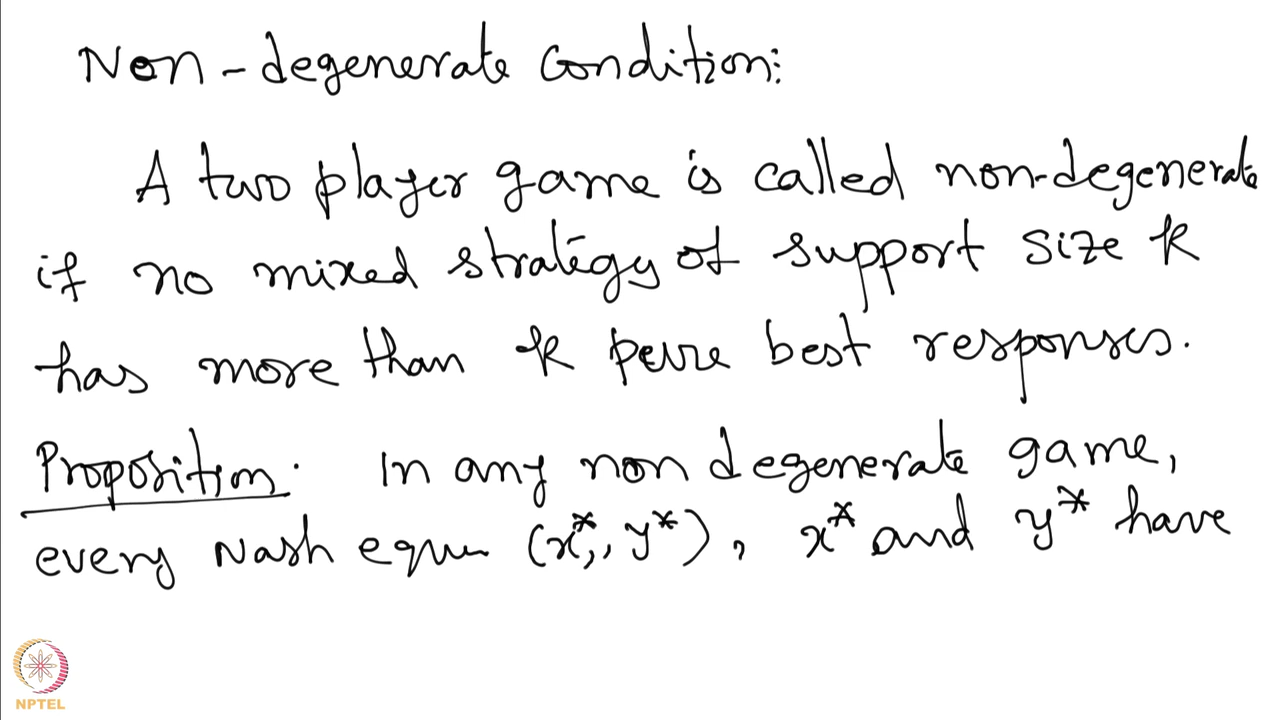 Non-degenerate Condition:
A two player game is called non-degenerate
if no mixed strategy of support size k
has more than k pure best responses.
Proposition. In any non degenerate game,
every Nash equ (x*, y*), x* and y* have
NPTEL